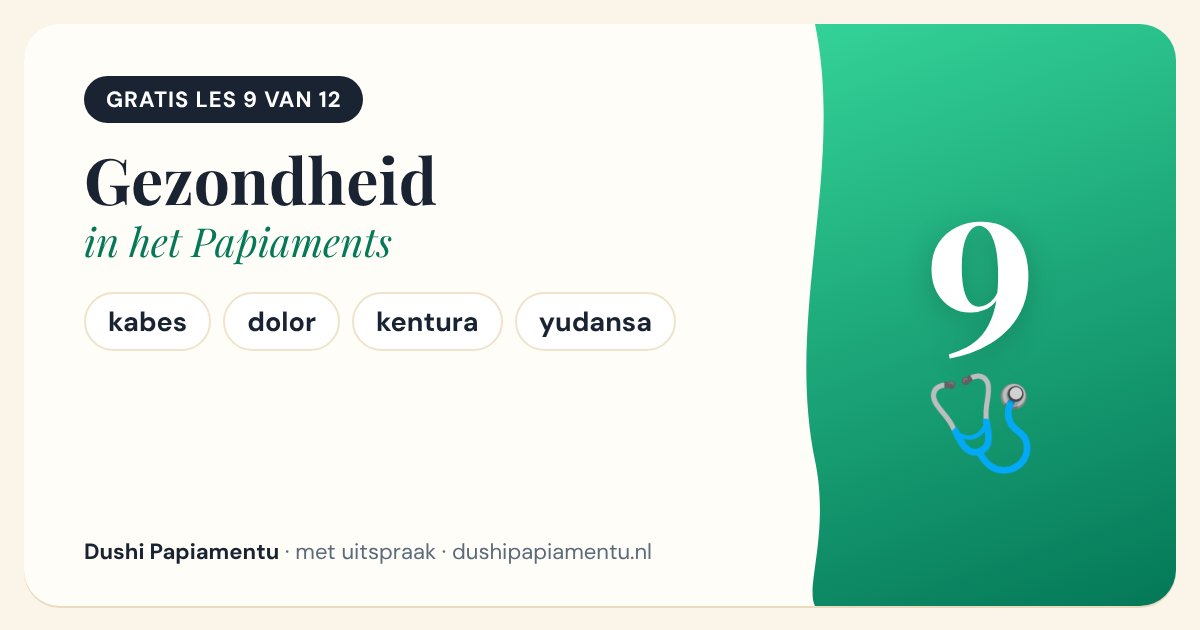 GRATIS LES 9 VAN 12
Gezondheid
in het Papiaments
kabes dolor kentura yudansa
9
Dushi Papiamentu · met uitspraak · dushipapiamentu.nl